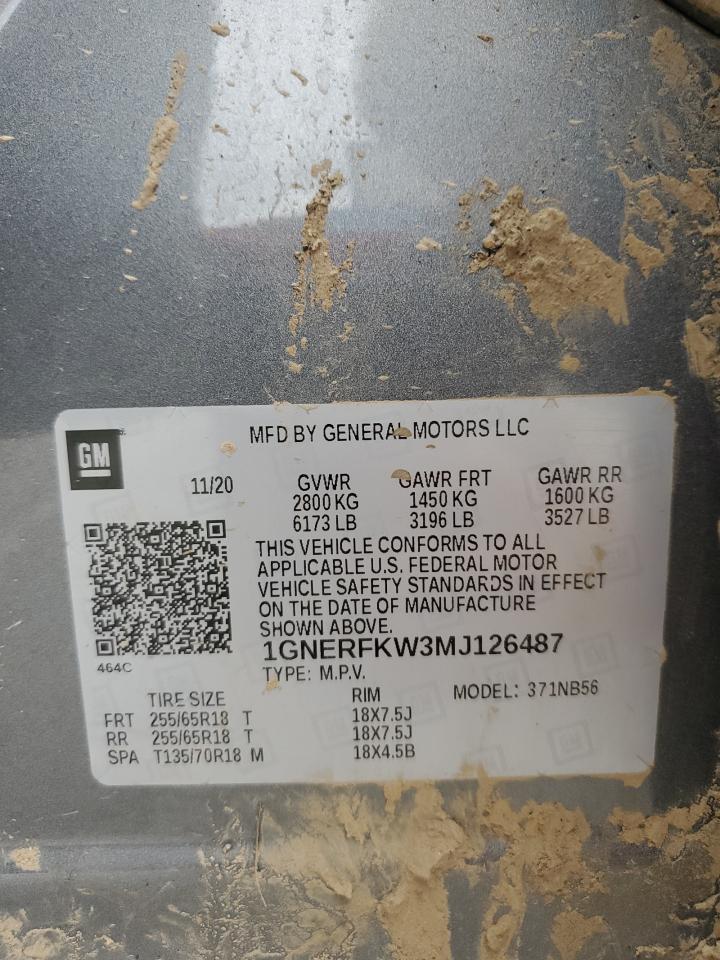 GM
MFD BY GENERAL MOTORS LLC
11/20 GVWR GAWR FRT GAWR RR
2800 KG 1450 KG 1600 KG
6173 LB 3196 LB 3527 LB
THIS VEHICLE CONFORMS TO ALL
APPLICABLE U.S. FEDERAL MOTOR
VEHICLE SAFETY STANDARDS IN EFFECT
ON THE DATE OF MANUFACTURE
SHOWN ABOVE.
464C
1GNERFKW3MJ126487
TYPE: M.P.V.
TIRE SIZE RIM MODEL: 371NB56
FRT 255/65R18 T 18X7.5J
RR 255/65R18 T 18X7.5J
SPA T135/70R18 M 18X4.5B